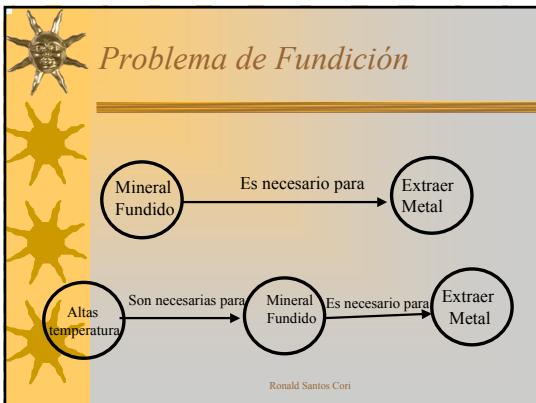 Problema de Fundición
Mineral
Fundido
Es necesario para
Extraer
Metal
Altas
temperatura
Son necesarias para
Mineral
Fundido
Es necesario para
Extraer
Metal
Ronald Santos Cori